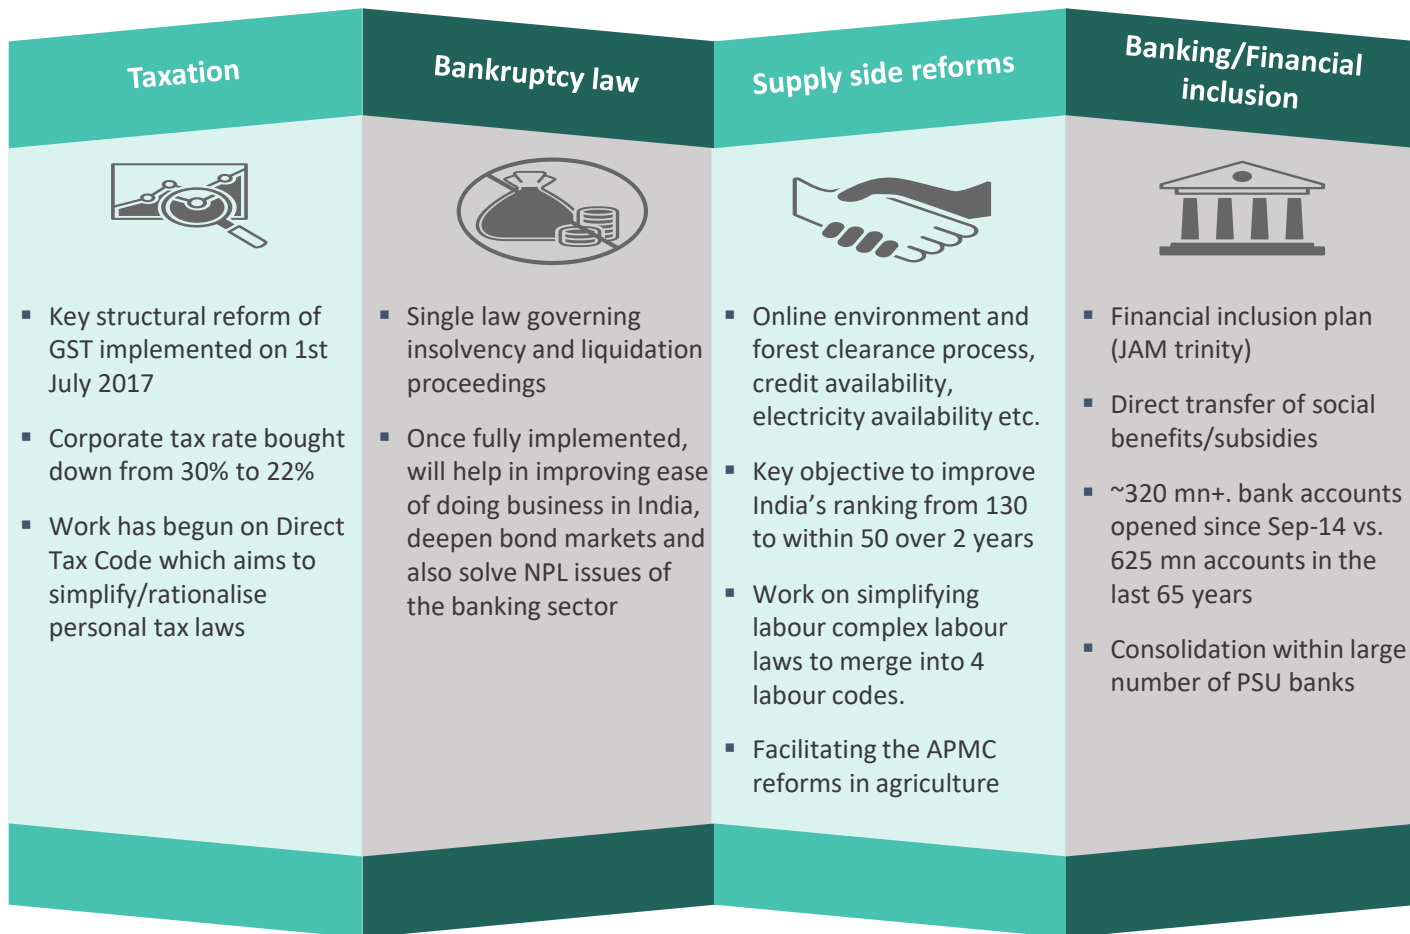 Taxation
Key structural reform of
GST implemented on 1st
July 2017
Corporate tax rate bought
down from 30% to 22%
Work has begun on Direct
Tax Code which aims to
simplify/rationalise
personal tax laws
Bankruptcy law
Single law governing
insolvency and liquidation
proceedings
Once fully implemented,
will help in improving ease
of doing business in India,
deepen bond markets and
also solve NPL issues of
the banking sector
Supply side reforms
Online environment and
forest clearance process,
credit availability,
electricity availability etc.
Key objective to improve
India’s ranking from 130
to within 50 over 2 years
Work on simplifying
labour complex labour
laws to merge into 4
labour codes.
Facilitating the APMC
reforms in agriculture
Banking/Financial
inclusion
Financial inclusion plan
(JAM trinity)
Direct transfer of social
benefits/subsidies
~320 mn+. bank accounts
opened since Sep-14 vs.
625 mn accounts in the
last 65 years
Consolidation within large
number of PSU banks